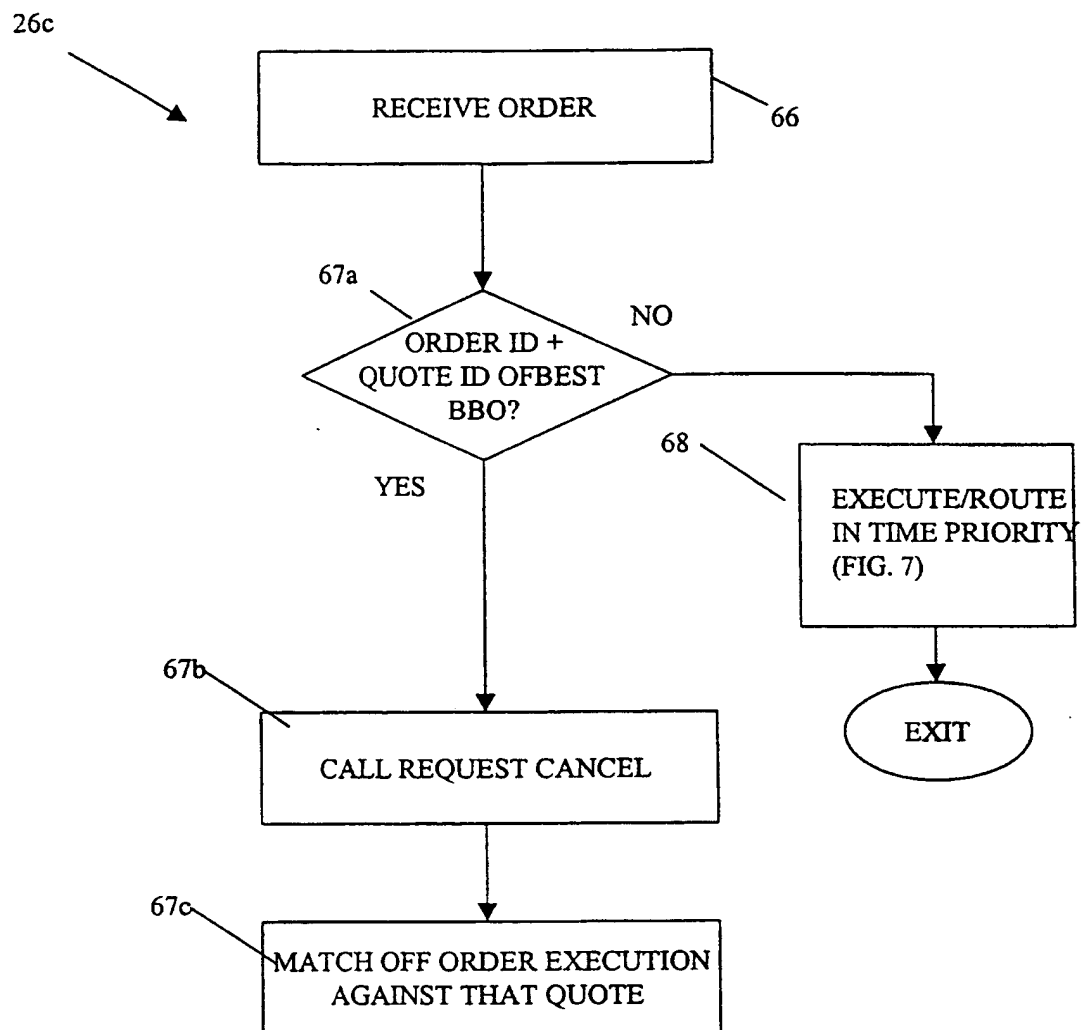 26c
RECEIVE ORDER
66
67a
NO
ORDER ID +
QUOTE ID OFBEST
BBO?
68
YES
EXECUTE/ROUTE
IN TIME PRIORITY
(FIG. 7)
67b
EXIT
CALL REQUEST CANCEL
67c
MATCH OFF ORDER EXECUTION
AGAINST THAT QUOTE